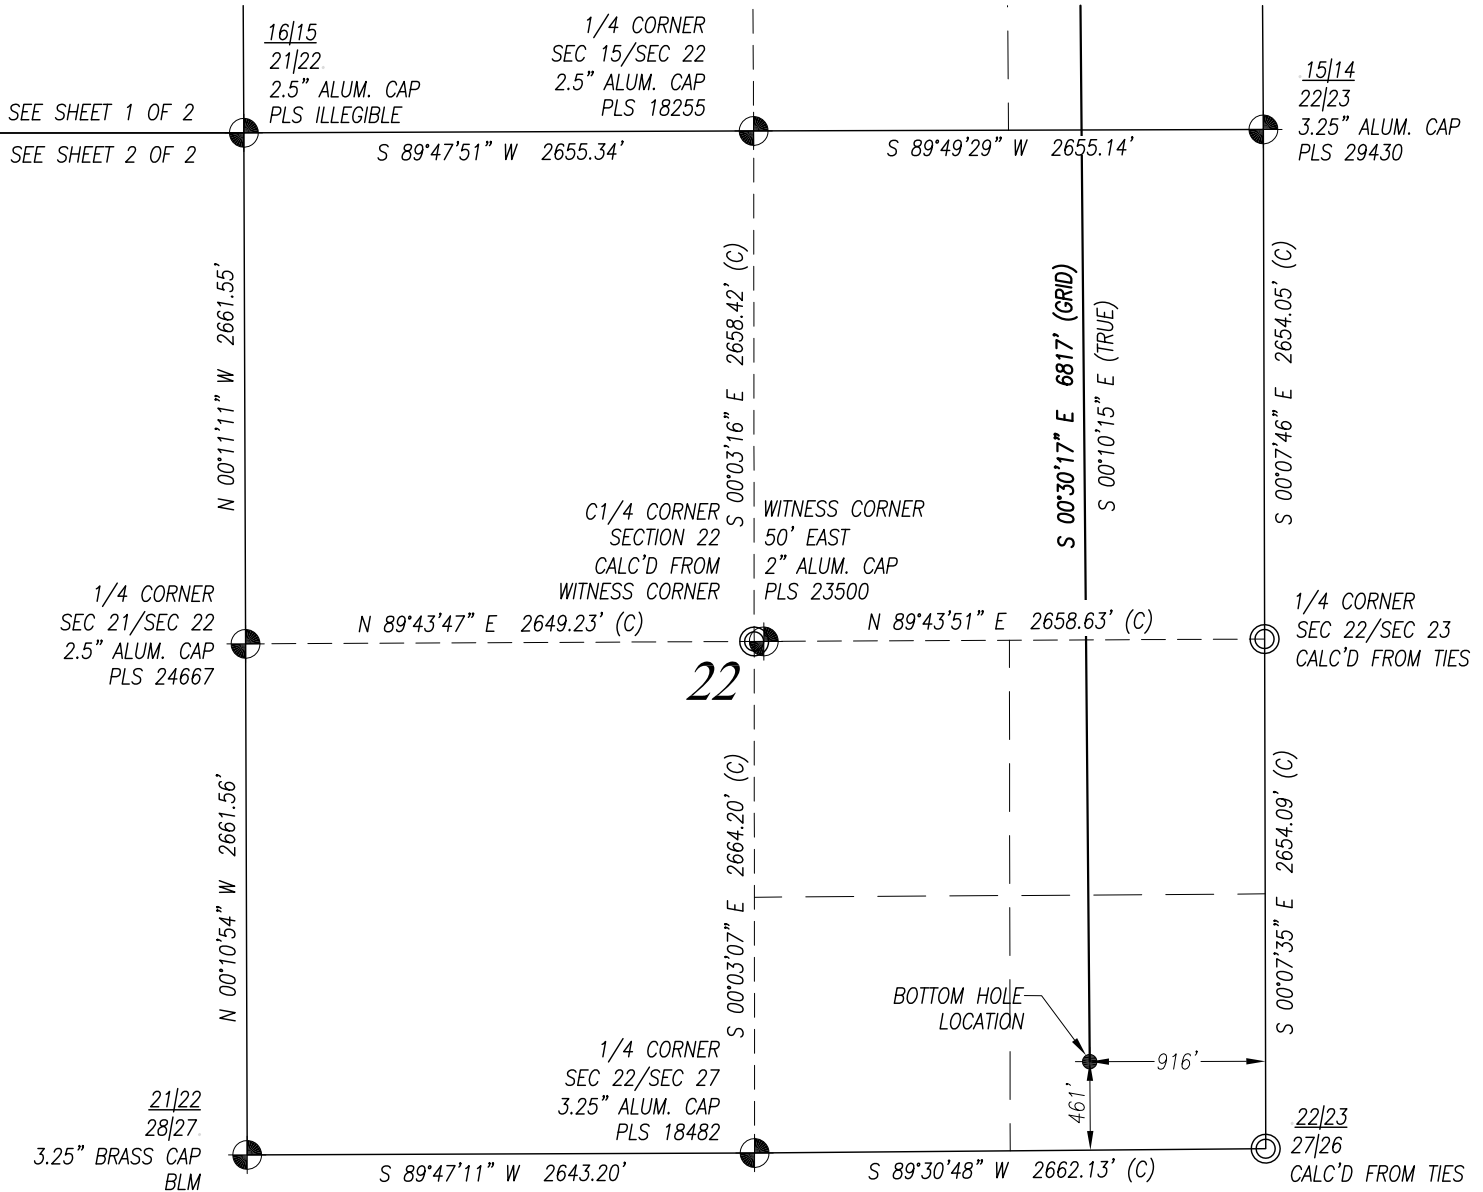 16|15
21|22
2.5" ALUM. CAP
PLS ILLEGIBLE
1/4 CORNER
SEC 15/SEC 22
2.5" ALUM. CAP
PLS 18255
15|14
22|23
3.25" ALUM. CAP
PLS 29430
SEE SHEET 1 OF 2
SEE SHEET 2 OF 2
S 89°47'51" W 2655.34'
S 89°49'29" W 2655.14'
N 00°11'11" W 2661.55'
S 00°03'16" E 2658.42' (C)
S 00°30'17" E 6817' (GRID)
S 00°10'15" E (TRUE)
S 00°07'46" E 2654.05' (C)
C1/4 CORNER
SECTION 22
CALC'D FROM
WITNESS CORNER
WITNESS CORNER
50' EAST
2" ALUM. CAP
PLS 23500
1/4 CORNER
SEC 21/SEC 22
2.5" ALUM. CAP
PLS 24667
N 89°43'47" E 2649.23' (C)
N 89°43'51" E 2658.63' (C)
1/4 CORNER
SEC 22/SEC 23
CALC'D FROM TIES
22
N 00°10'54" W 2661.56'
S 00°03'07" E 2664.20' (C)
S 00°07'35" E 2654.09' (C)
BOTTOM HOLE
LOCATION
916'
461'
1/4 CORNER
SEC 22/SEC 27
3.25" ALUM. CAP
PLS 18482
21|22
28|27
3.25" BRASS CAP
BLM
22|23
27|26
CALC'D FROM TIES
S 89°47'11" W 2643.20'
S 89°30'48" W 2662.13' (C)